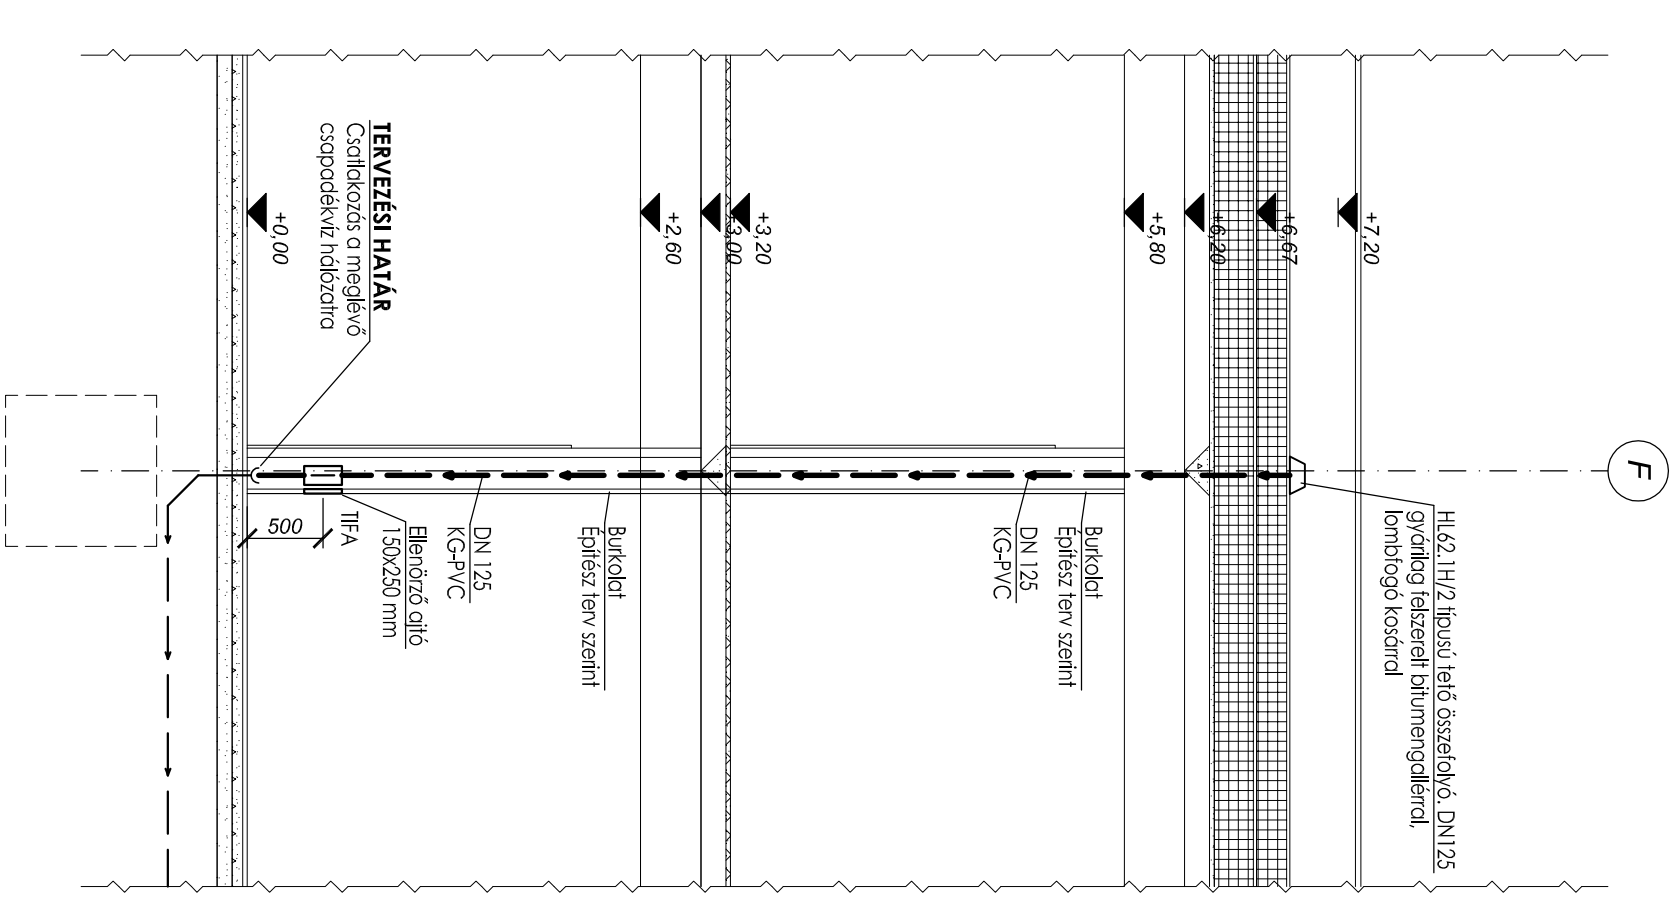 F
HL62.1H/2 típusú tető összefolyó. DN125
gyárilag felszerelt bitumengallérral,
lombfogó kosárral
+7,20
+6,67
+6,20
+5,80
Burkolat
Építész terv szerint
DN 125
KG-PVC
+3,20
+3,00
+2,60
Burkolat
Építész terv szerint
DN 125
KG-PVC
Ellenörző ajtó
150x250 mm
TIFA
500
TERVEZÉSI HATÁR
Csatlakozás a meglévő
csapadékvíz hálózatra
+0,00